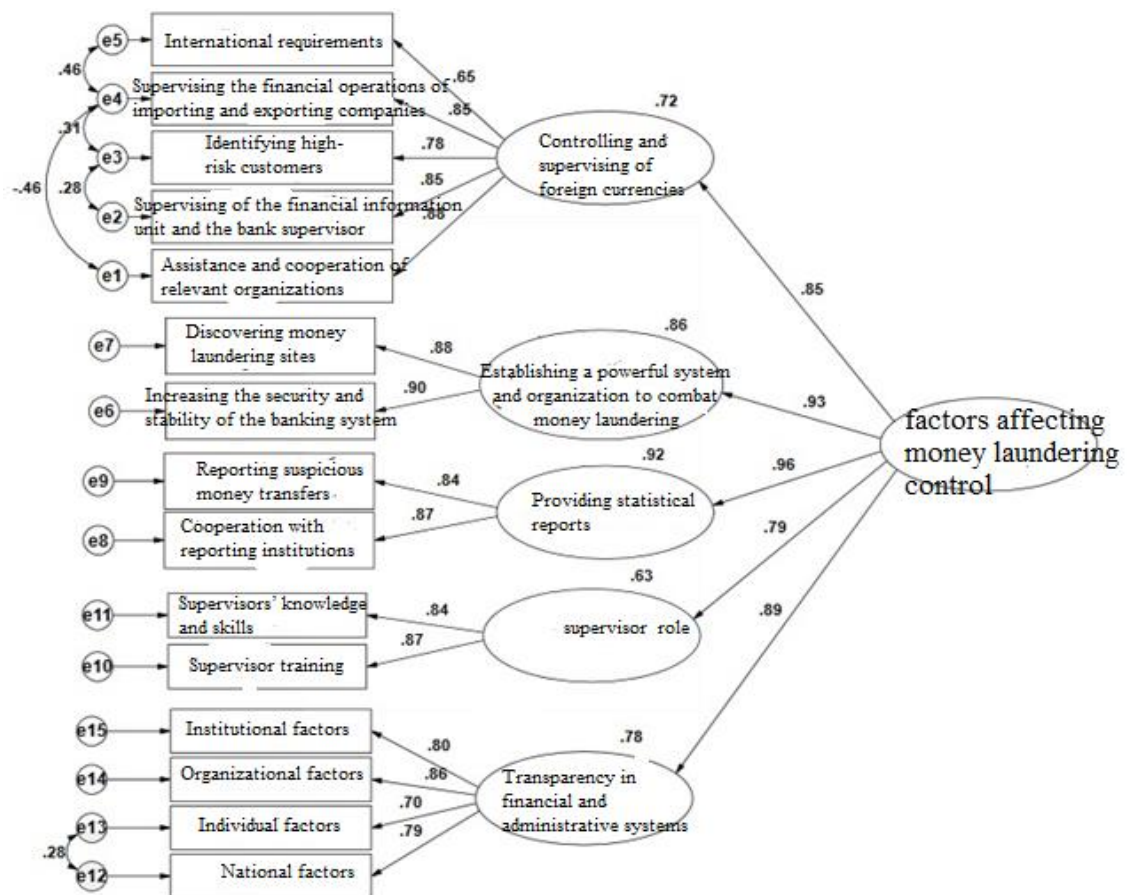 e5
International requirements
.65
.46
e4
Supervising the financial operations of
importing and exporting companies
.85
.31
e3
Identifying high-
risk customers
.78
-.46
.28
e2
Supervising of the financial information
unit and the bank supervisor
.85
.88
e1
Assistance and cooperation of
relevant organizations
.72
Controlling and
supervising of
foreign currencies
.85
e7
Discovering money
laundering sites
.88
e6
Increasing the security and
stability of the banking system
.90
.86
Establishing a powerful system
and organization to combat
money laundering
.93
e9
Reporting suspicious
money transfers
.84
e8
Cooperation with
reporting institutions
.87
.92
Providing statistical
reports
.96
factors affecting
money laundering
control
e11
Supervisors' knowledge
and skills
.84
e10
Supervisor training
.87
.63
supervisor role
.79
e15
Institutional factors
.80
e14
Organizational factors
.86
e13
Individual factors
.70
.28
e12
National factors
.79
.78
Transparency in
financial and
administrative systems
.89